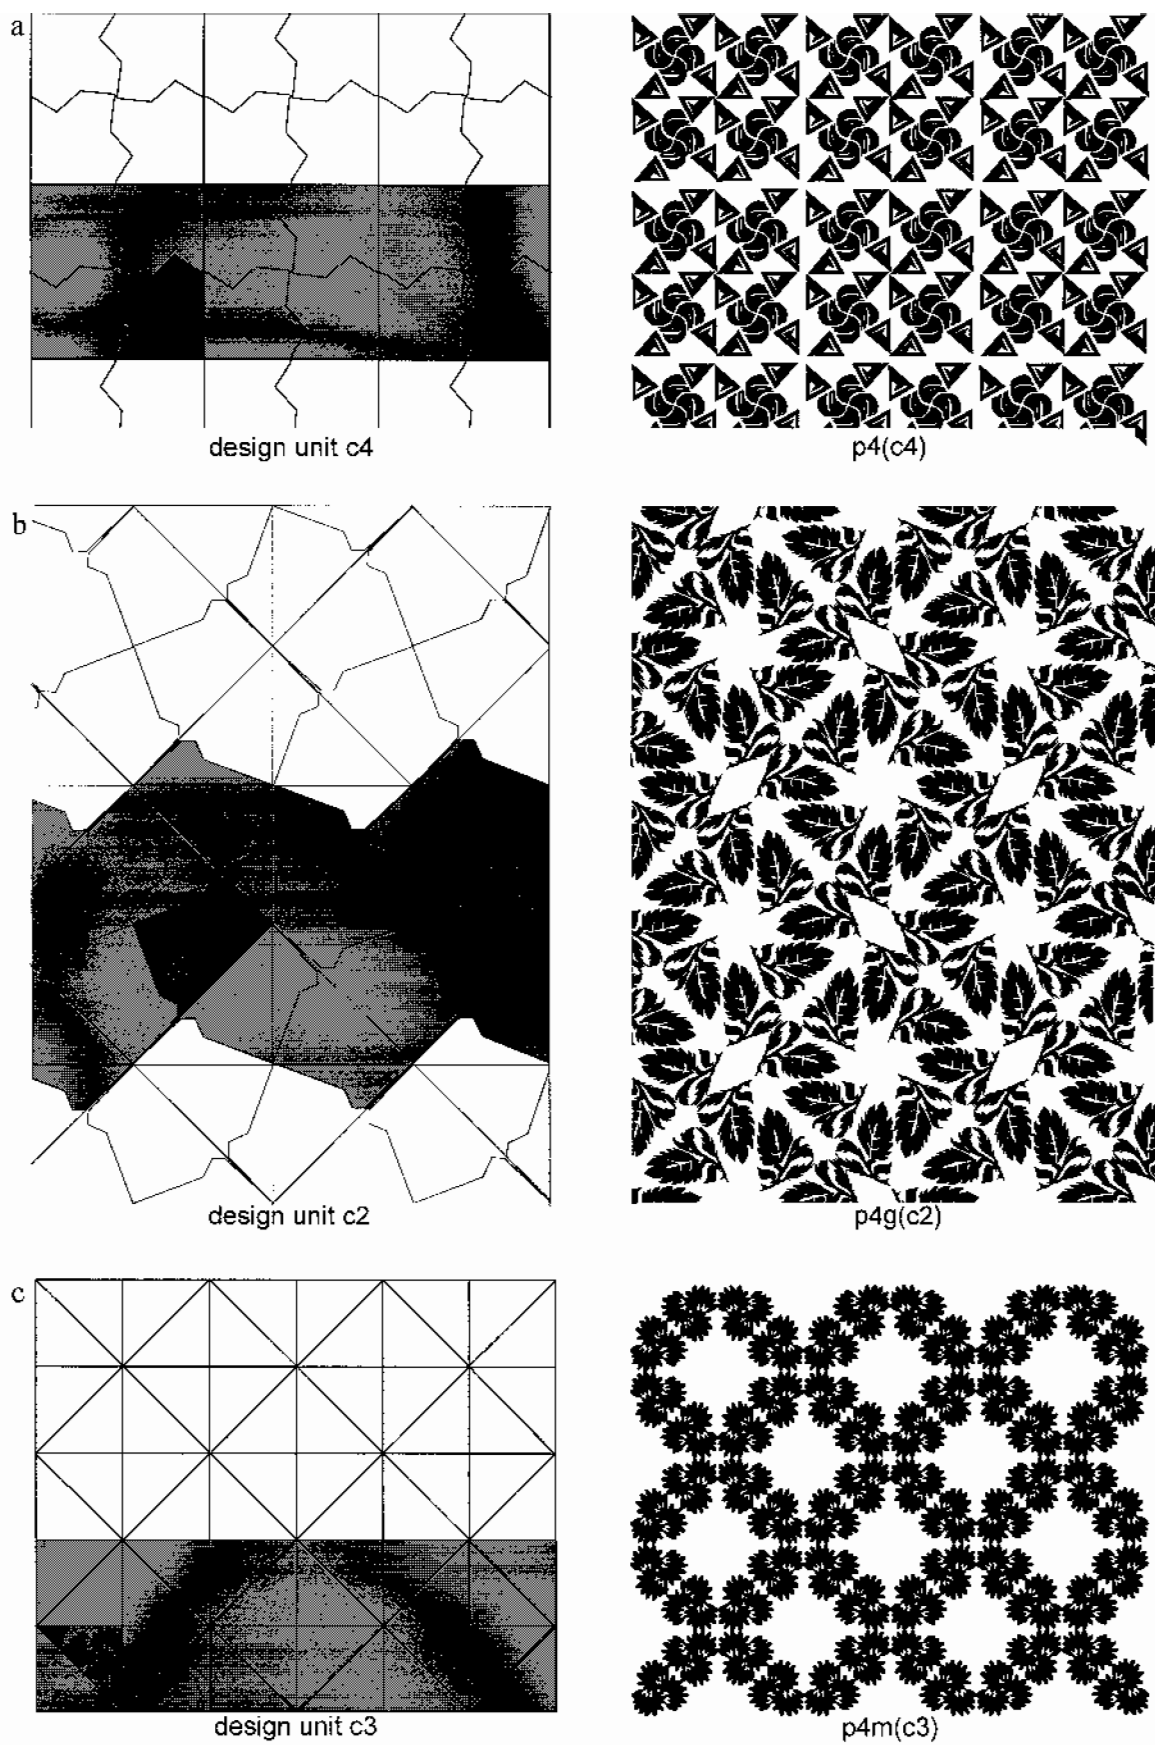 a
design unit c4
p4(c4)
b
design unit c2
p4g(c2)
c
design unit c3
p4m(c3)